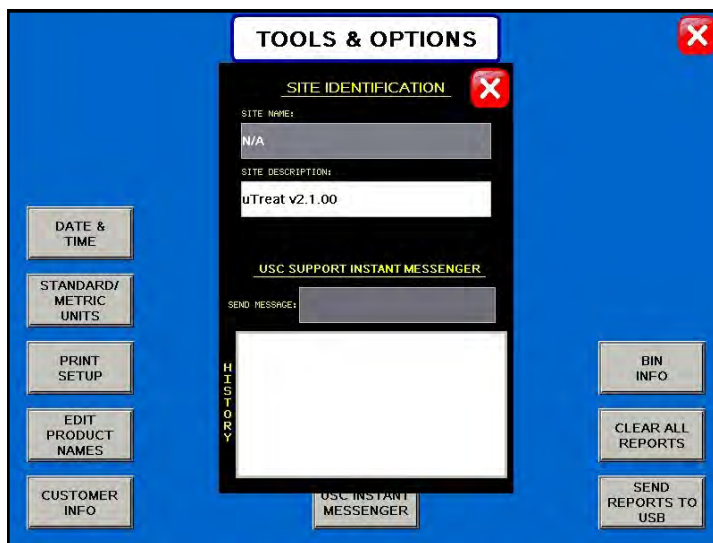 TOOLS & OPTIONS
SITE IDENTIFICATION
SITE NAME:
N/A
SITE DESCRIPTION:
uTreat v2.1.00
USC SUPPORT INSTANT MESSENGER
SEND MESSAGE:
HISTORY
DATE &
TIME
STANDARD/
METRIC
UNITS
PRINT
SETUP
EDIT
PRODUCT
NAMES
CUSTOMER
INFO
USC INSTANT
MESSENGER
BIN
INFO
CLEAR ALL
REPORTS
SEND
REPORTS TO
USB